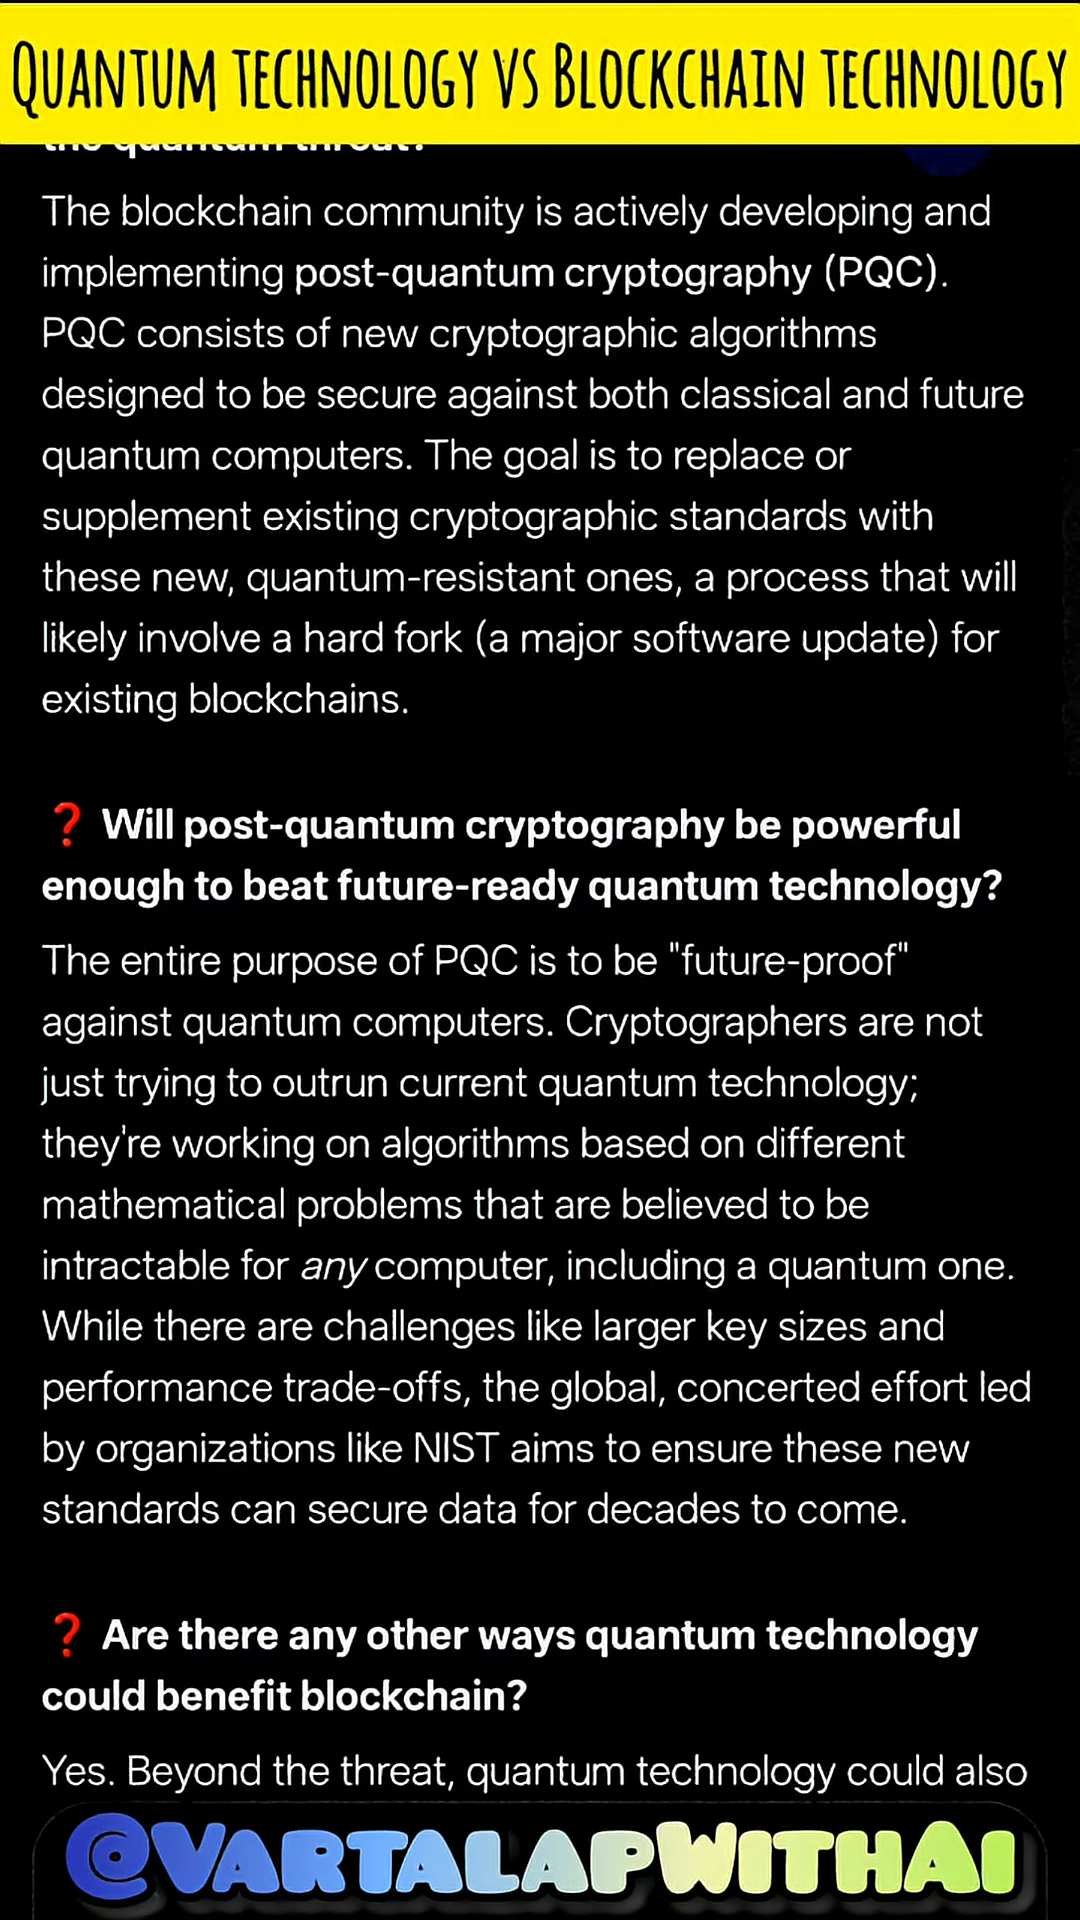 QUANTUM TECHNOLOGY VS BLOCKCHAIN TECHNOLOGY
the quantum threat?
The blockchain community is actively developing and
implementing post-quantum cryptography (PQC).
PQC consists of new cryptographic algorithms
designed to be secure against both classical and future
quantum computers. The goal is to replace or
supplement existing cryptographic standards with
these new, quantum-resistant ones, a process that will
likely involve a hard fork (a major software update) for
existing blockchains.
❓ Will post-quantum cryptography be powerful
enough to beat future-ready quantum technology?
The entire purpose of PQC is to be "future-proof"
against quantum computers. Cryptographers are not
just trying to outrun current quantum technology;
they're working on algorithms based on different
mathematical problems that are believed to be
intractable for any computer, including a quantum one.
While there are challenges like larger key sizes and
performance trade-offs, the global, concerted effort led
by organizations like NIST aims to ensure these new
standards can secure data for decades to come.
❓ Are there any other ways quantum technology
could benefit blockchain?
Yes. Beyond the threat, quantum technology could also
@VARTALAPWITHAI